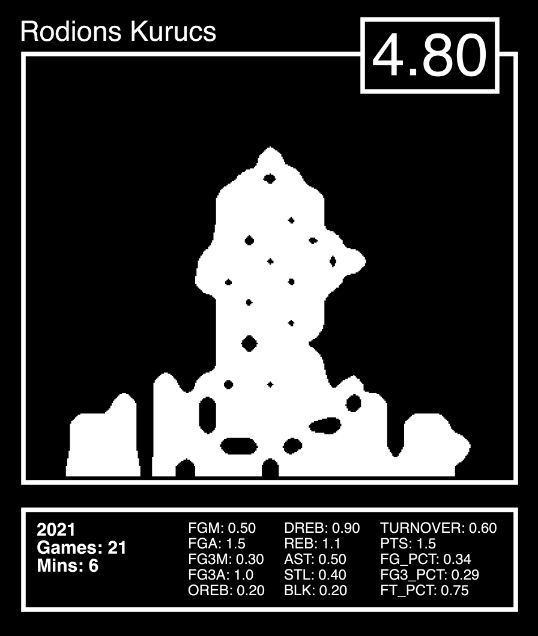 Rodions Kurucs
4.80
2021
Games: 21
Mins: 6
FGM: 0.50
FGA: 1.5
FG3M: 0.30
FG3A: 1.0
OREB: 0.20
DREB: 0.90
REB: 1.1
AST: 0.50
STL: 0.40
BLK: 0.20
TURNOVER: 0.60
PTS: 1.5
FG_PCT: 0.34
FG3_PCT: 0.29
FT_PCT: 0.75